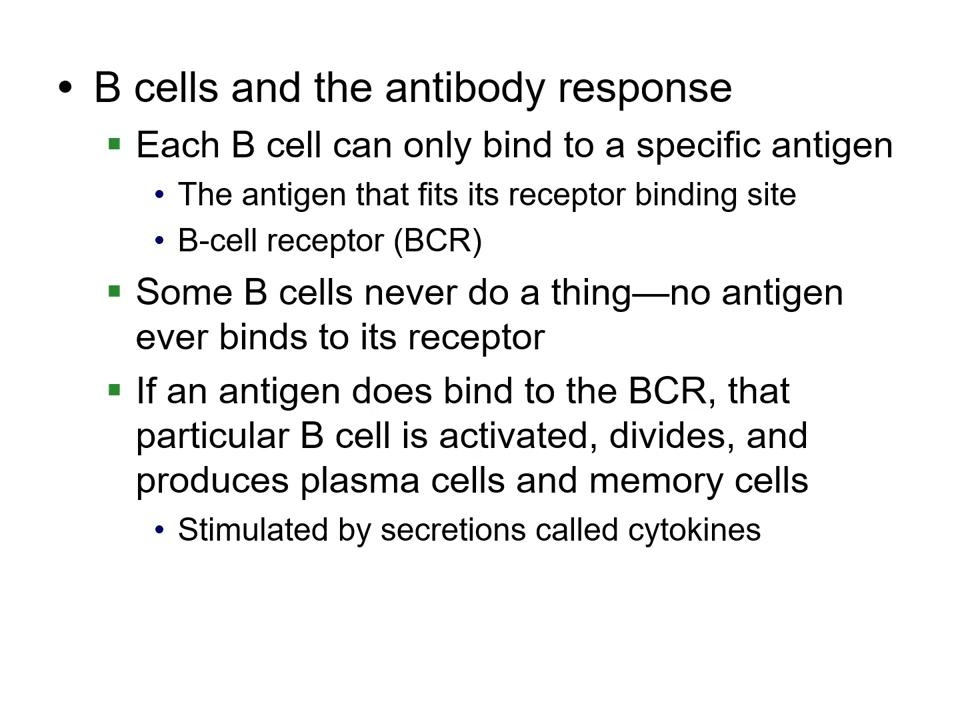 • B cells and the antibody response
▪ Each B cell can only bind to a specific antigen
• The antigen that fits its receptor binding site
• B-cell receptor (BCR)
▪ Some B cells never do a thing—no antigen
ever binds to its receptor
▪ If an antigen does bind to the BCR, that
particular B cell is activated, divides, and
produces plasma cells and memory cells
• Stimulated by secretions called cytokines